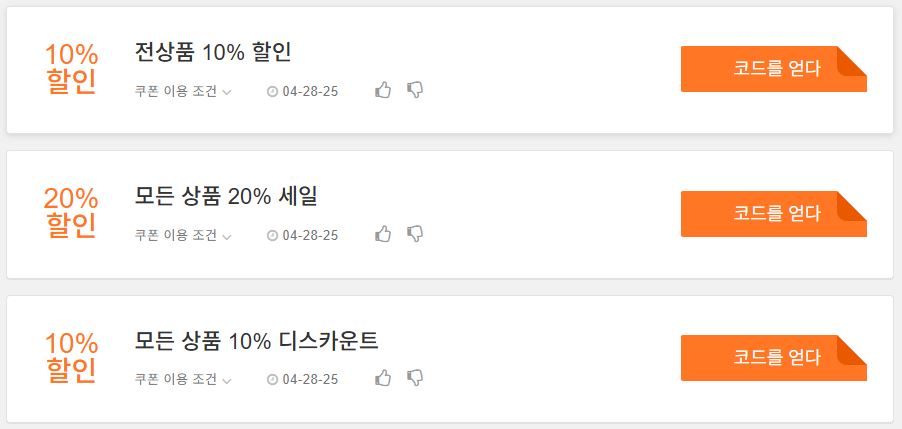 10%
할인
전상품 10% 할인
쿠폰 이용 조건
04-28-25
코드를 얻다
20%
할인
모든 상품 20% 세일
쿠폰 이용 조건
04-28-25
코드를 얻다
10%
할인
모든 상품 10% 디스카운트
쿠폰 이용 조건
04-28-25
코드를 얻다